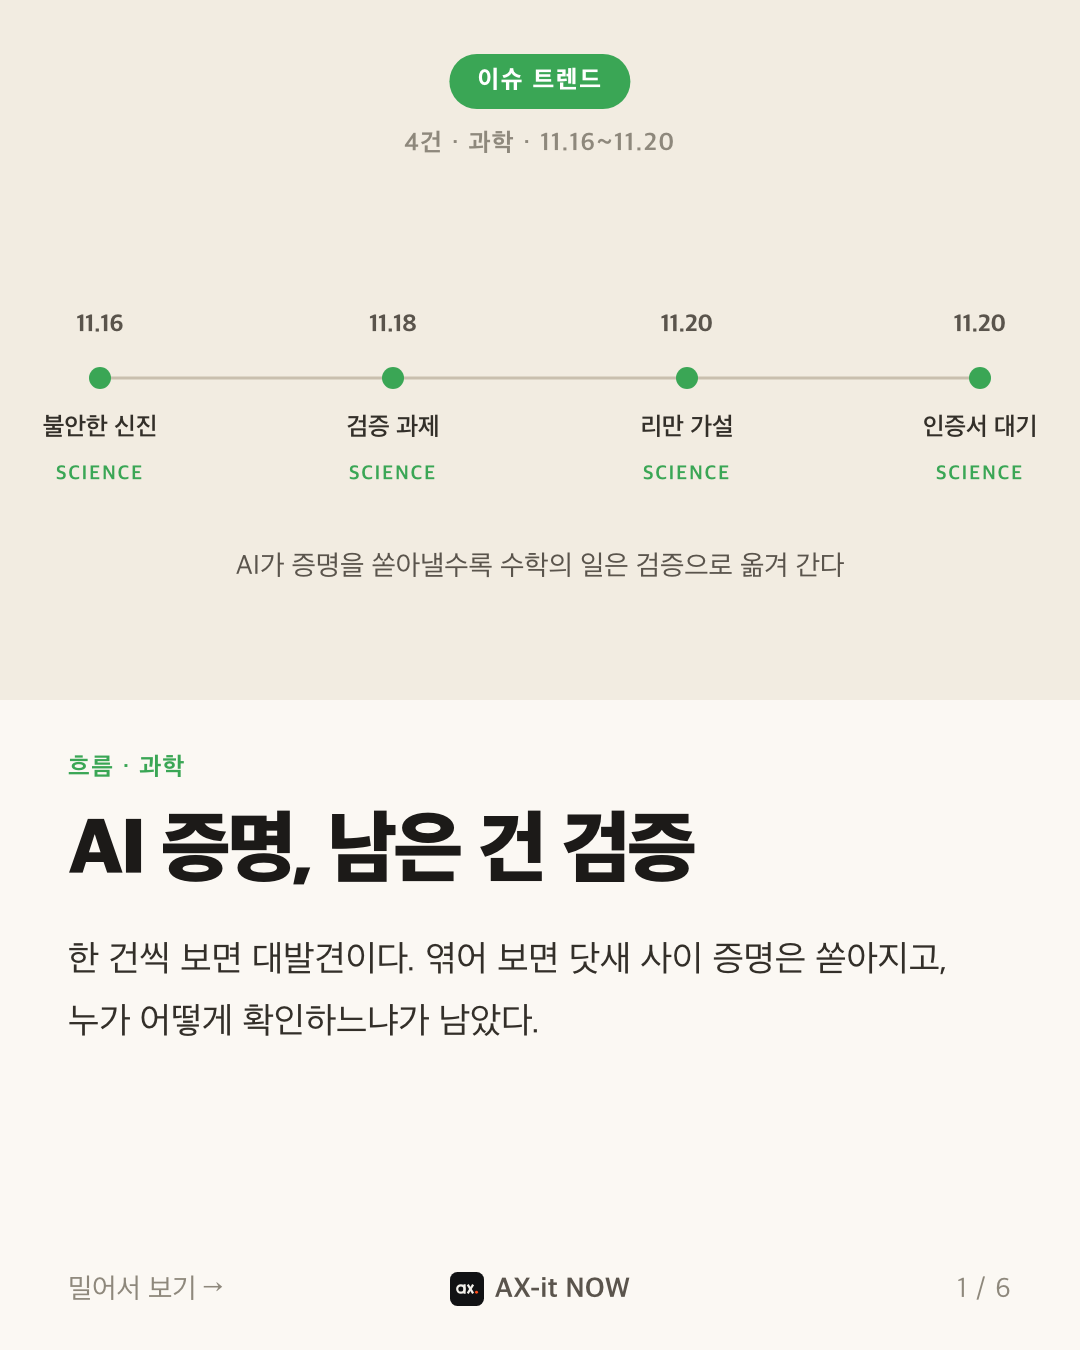 이슈 트렌드
4건 · 과학 · 11.16~11.20
11.16 11.18 11.20 11.20
불안한 신진 검증 과제 리만 가설 인증서 대기
SCIENCE SCIENCE SCIENCE SCIENCE
AI가 증명을 쏟아낼수록 수학의 일은 검증으로 옮겨 간다
흐름 · 과학
AI 증명, 남은 건 검증
한 건씩 보면 대발견이다. 엮어 보면 닷새 사이 증명은 쏟아지고,
누가 어떻게 확인하느냐가 남았다.
밀어서 보기 → ax. AX-it NOW 1 / 6